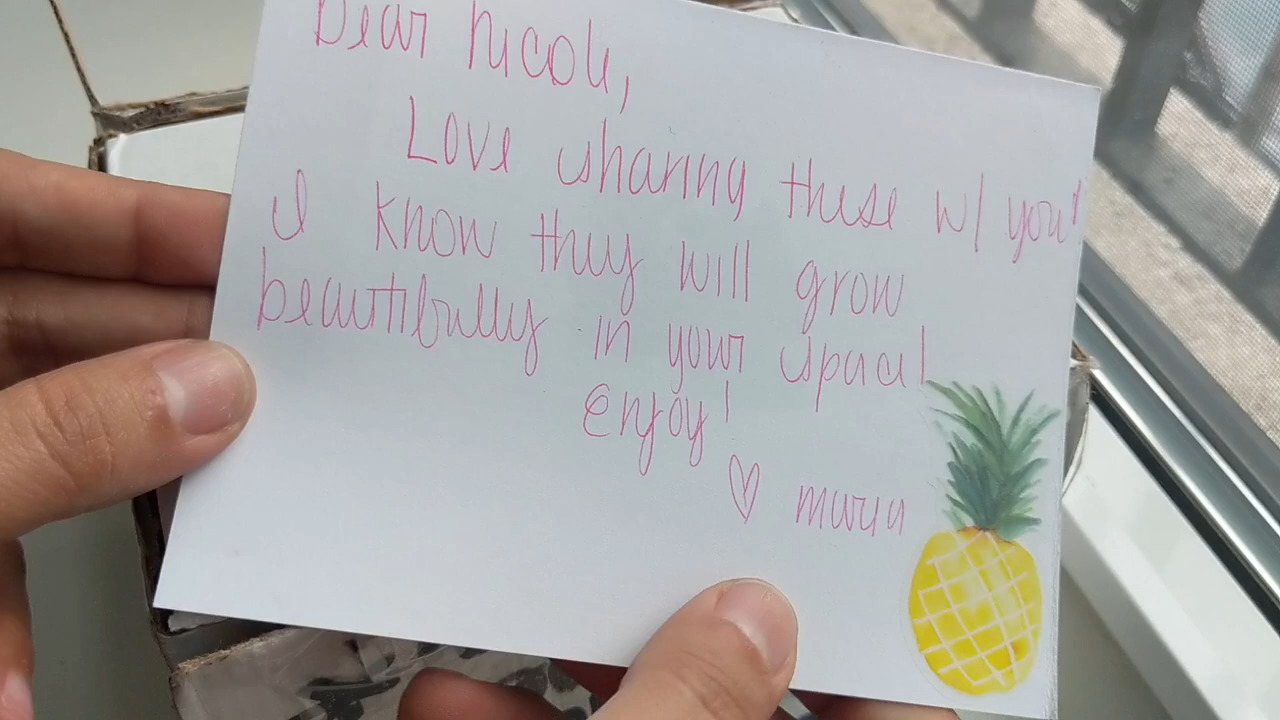 Dear Nicole,
Love sharing these w/ you!
I know they will grow
beautifully in your space!
Enjoy!
♡ maria